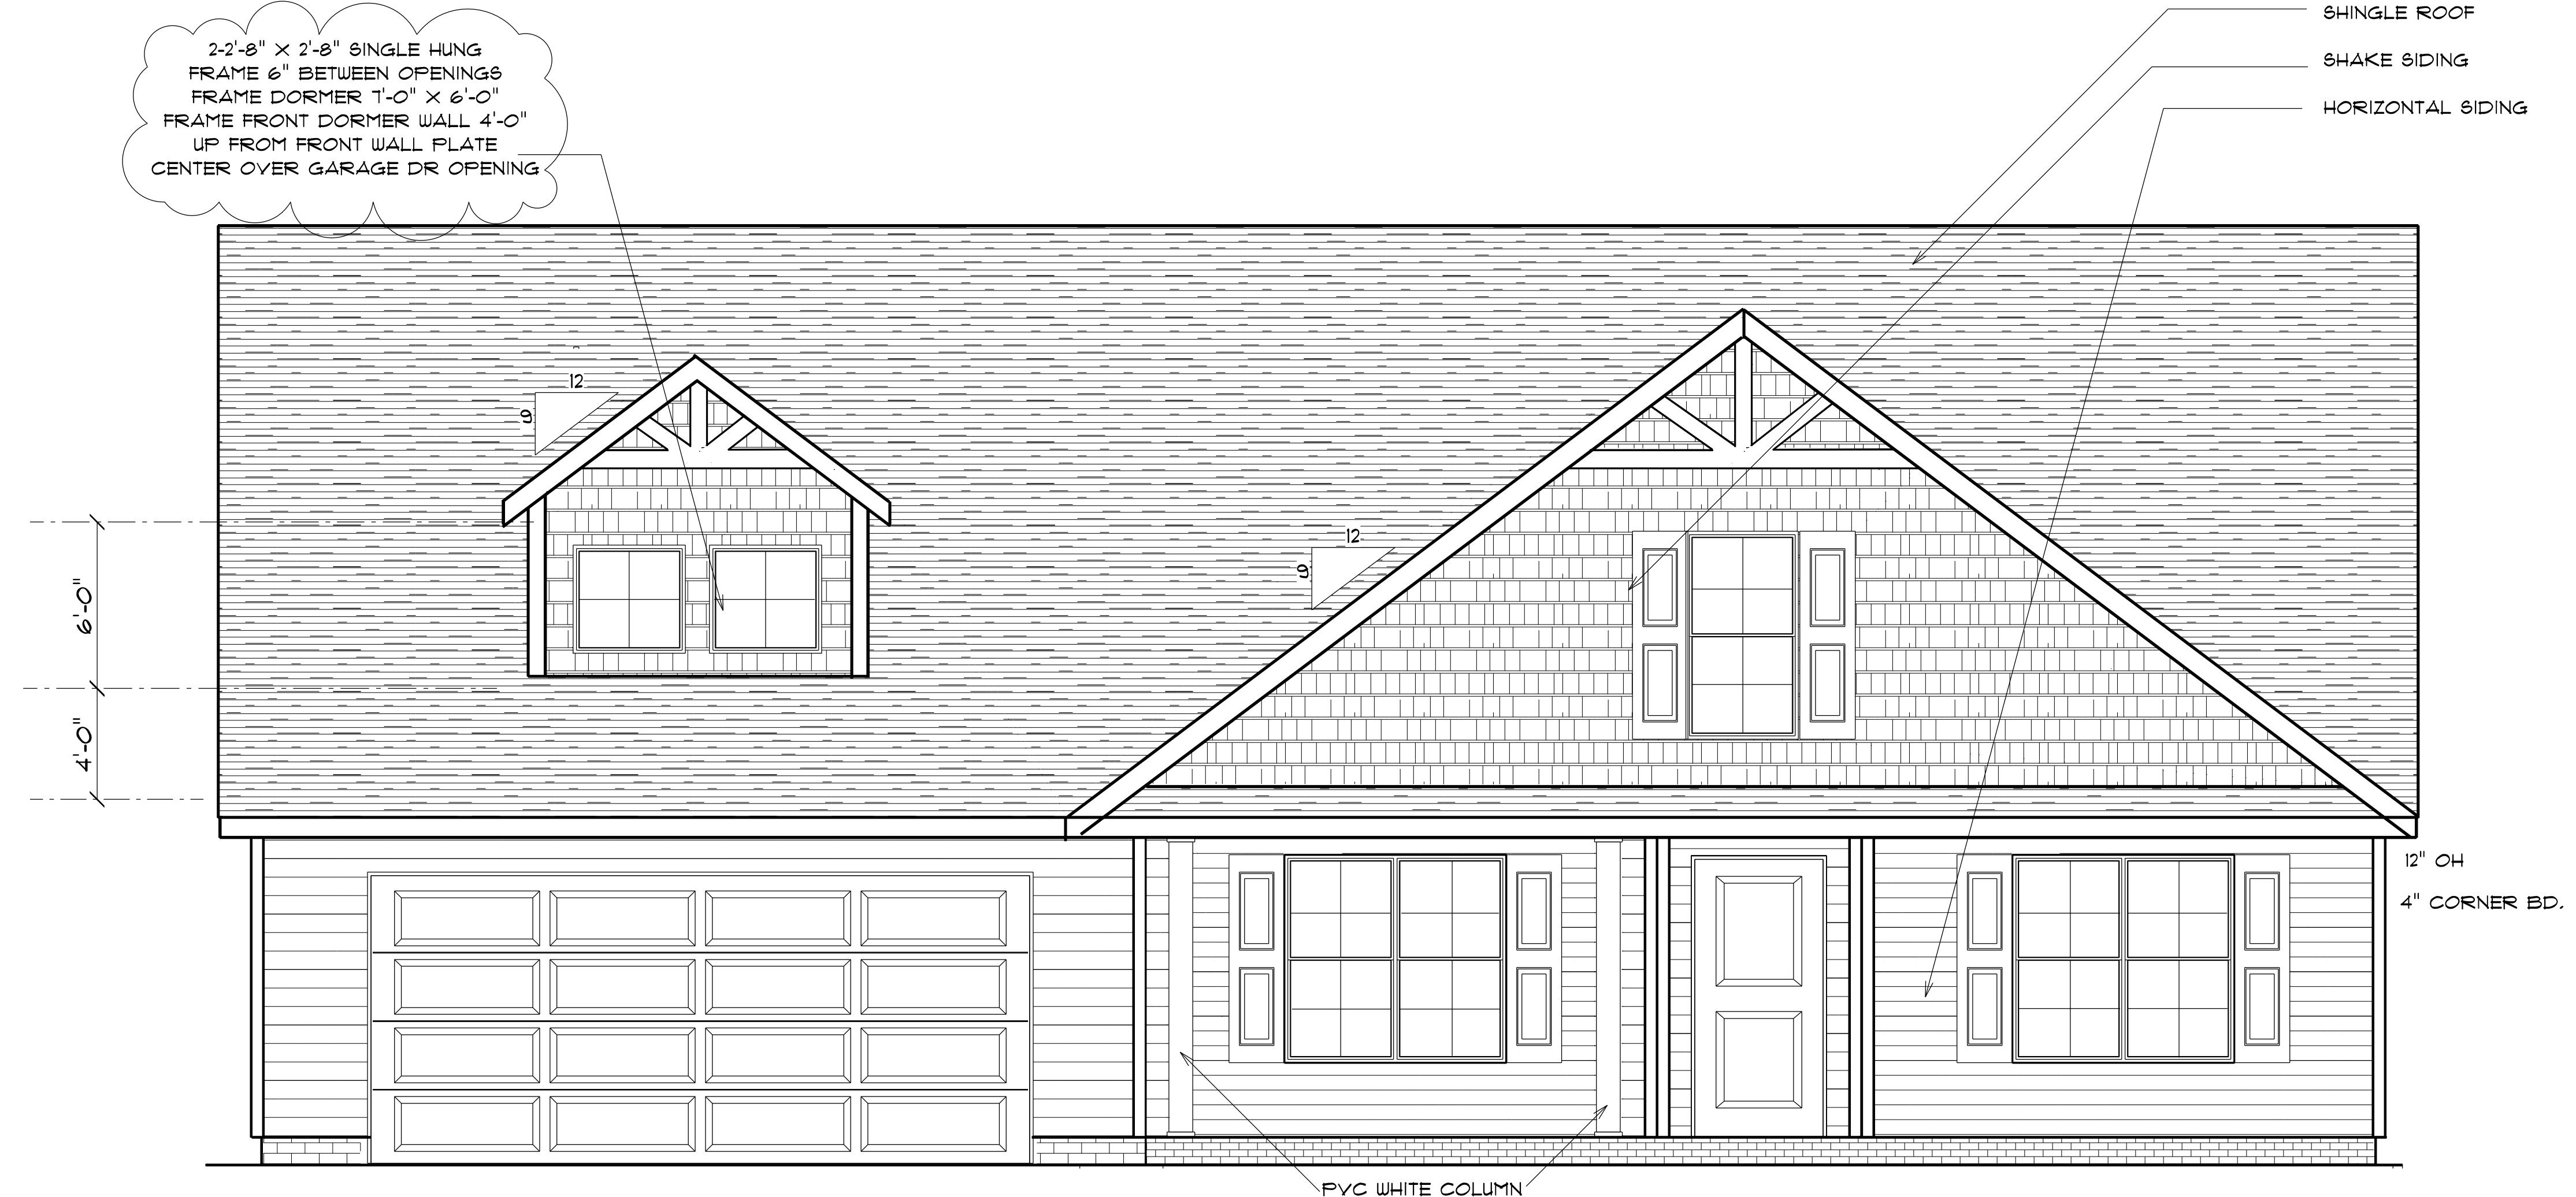 2-2'-8" X 2'-8" SINGLE HUNG
FRAME 6" BETWEEN OPENINGS
FRAME DORMER 7'-0" X 6'-0"
FRAME FRONT DORMER WALL 4'-0"
UP FROM FRONT WALL PLATE
CENTER OVER GARAGE DR OPENING
SHINGLE ROOF
SHAKE SIDING
HORIZONTAL SIDING
12
9
12
9
6'-0"
4'-0"
12" OH
4" CORNER BD.
PVC WHITE COLUMN